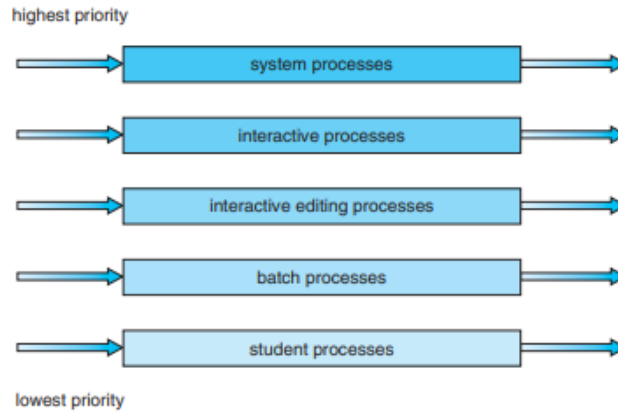 highest priority
system processes
interactive processes
interactive editing processes
batch processes
student processes
lowest priority